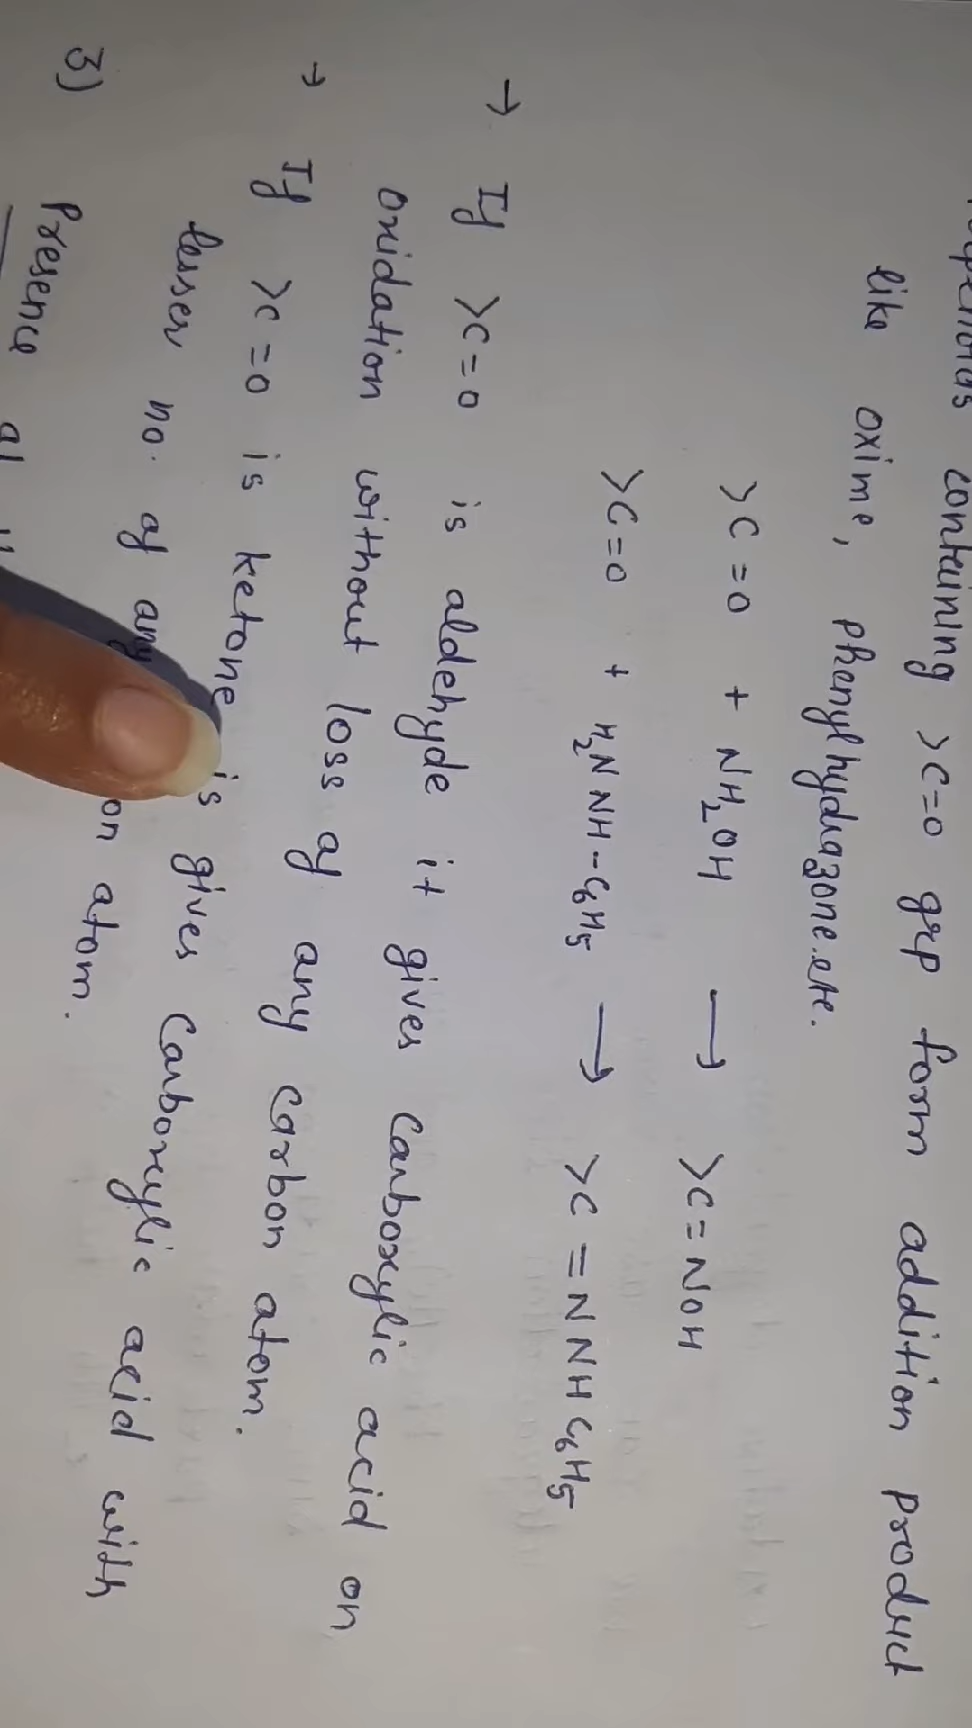 containing >C=O grp form addition product
like oxime, phenylhydrazone.etc.
>C=O + NH2OH ⟶ >C=NOH
>C=O + H2NNH-C6H5 ⟶ >C=NNHC6H5
→ If >C=O is aldehyde it gives carboxylic acid on
oxidation without loss of any carbon atom.
→ If >C=O is ketone is gives carboxylic acid with
lesser no. of any on atom.
3) Presence